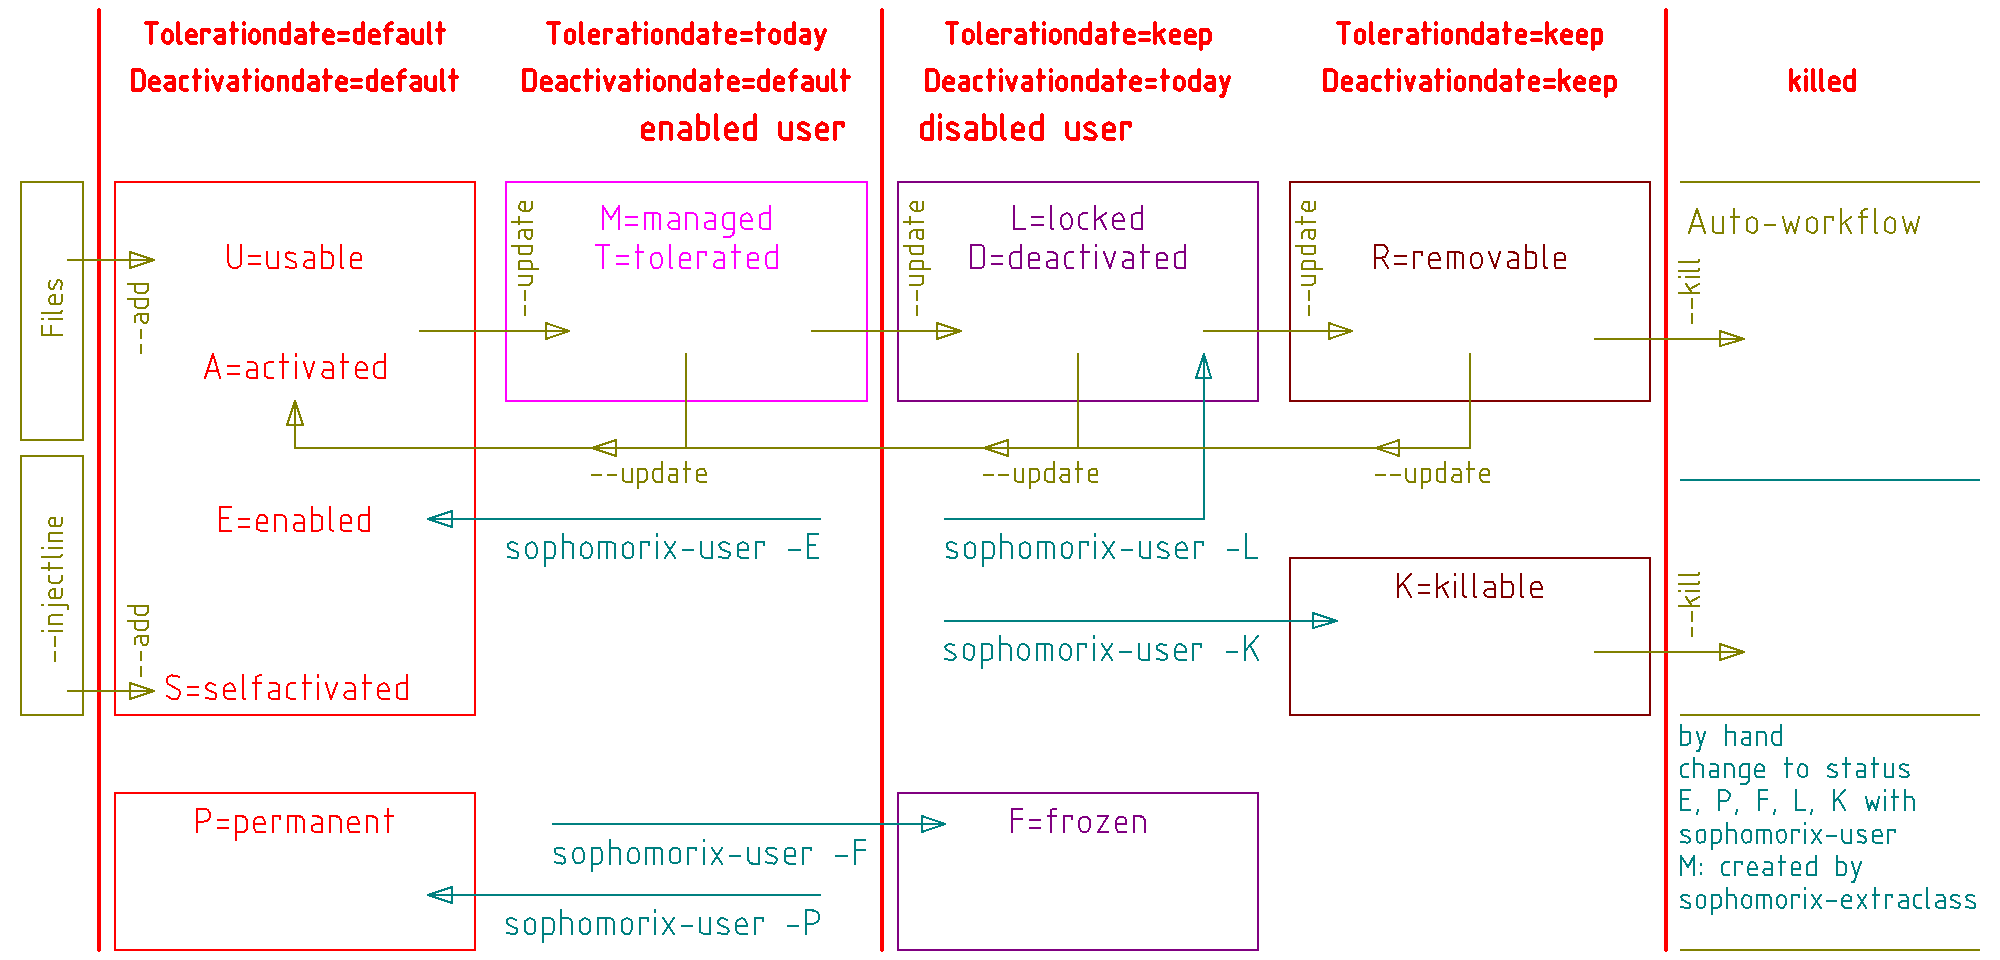 Tolerationdate=default
Deactivationdate=default
Tolerationdate=today
Deactivationdate=default
enabled user
Tolerationdate=keep
Deactivationdate=today
disabled user
Tolerationdate=keep
Deactivationdate=keep
killed
Files
--add
U=usable
A=activated
--update
M=managed
T=tolerated
--update
L=locked
D=deactivated
--update
R=removable
Auto-workflow
--kill
--update
--update
--update
--injectline
--add
E=enabled
S=selfactivated
sophomorix-user -E
sophomorix-user -L
sophomorix-user -K
K=killable
--kill
P=permanent
sophomorix-user -F
sophomorix-user -P
F=frozen
by hand
change to status
E, P, F, L, K with
sophomorix-user
M: created by
sophomorix-extraclass